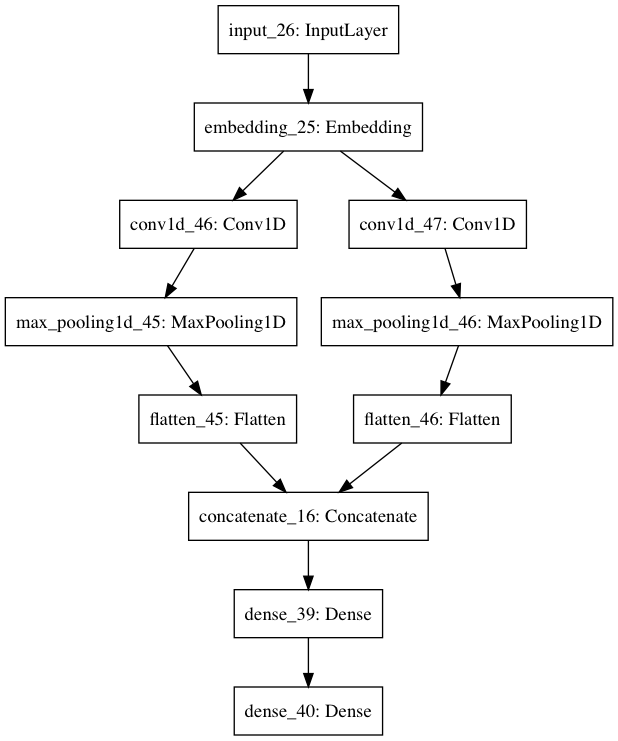 input_26: InputLayer
embedding_25: Embedding
conv1d_46: Conv1D
conv1d_47: Conv1D
max_pooling1d_45: MaxPooling1D
max_pooling1d_46: MaxPooling1D
flatten_45: Flatten
flatten_46: Flatten
concatenate_16: Concatenate
dense_39: Dense
dense_40: Dense